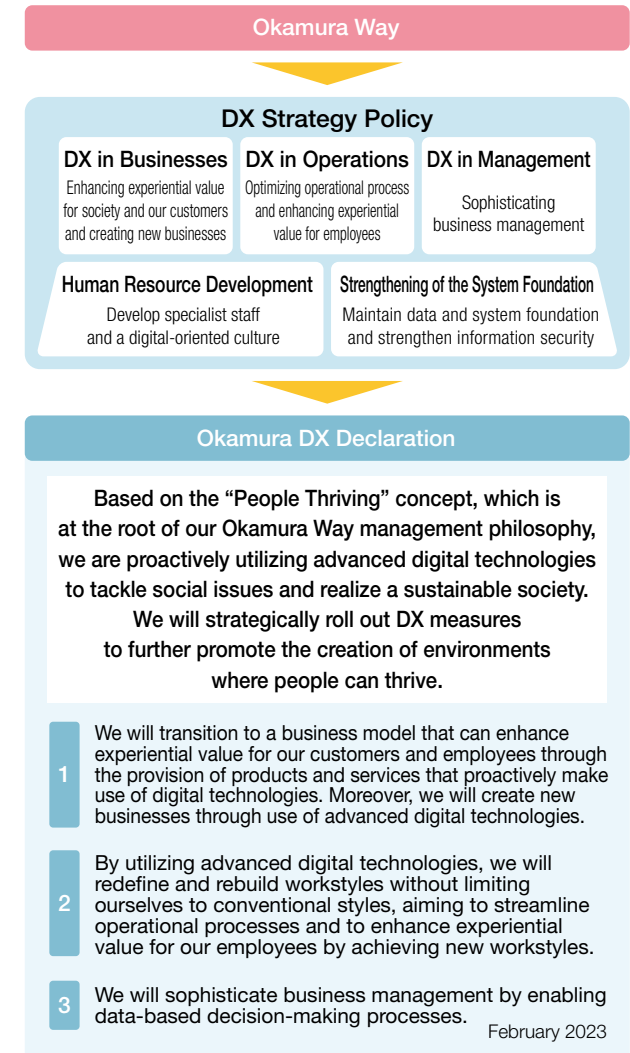 Okamura Way
DX Strategy Policy
DX in Businesses
Enhancing experiential value
for society and our customers
and creating new businesses
DX in Operations
Optimizing operational process
and enhancing experiential
value for employees
DX in Management
Sophisticating
business management
Human Resource Development
Develop specialist staff
and a digital-oriented culture
Strengthening of the System Foundation
Maintain data and system foundation
and strengthen information security
Okamura DX Declaration
Based on the “People Thriving” concept, which is
at the root of our Okamura Way management philosophy,
we are proactively utilizing advanced digital technologies
to tackle social issues and realize a sustainable society.
We will strategically roll out DX measures
to further promote the creation of environments
where people can thrive.
1
We will transition to a business model that can enhance
experiential value for our customers and employees through
the provision of products and services that proactively make
use of digital technologies. Moreover, we will create new
businesses through use of advanced digital technologies.
2
By utilizing advanced digital technologies, we will
redefine and rebuild workstyles without limiting
ourselves to conventional styles, aiming to streamline
operational processes and to enhance experiential
value for our employees by achieving new workstyles.
3
We will sophisticate business management by enabling
data-based decision-making processes.
February 2023